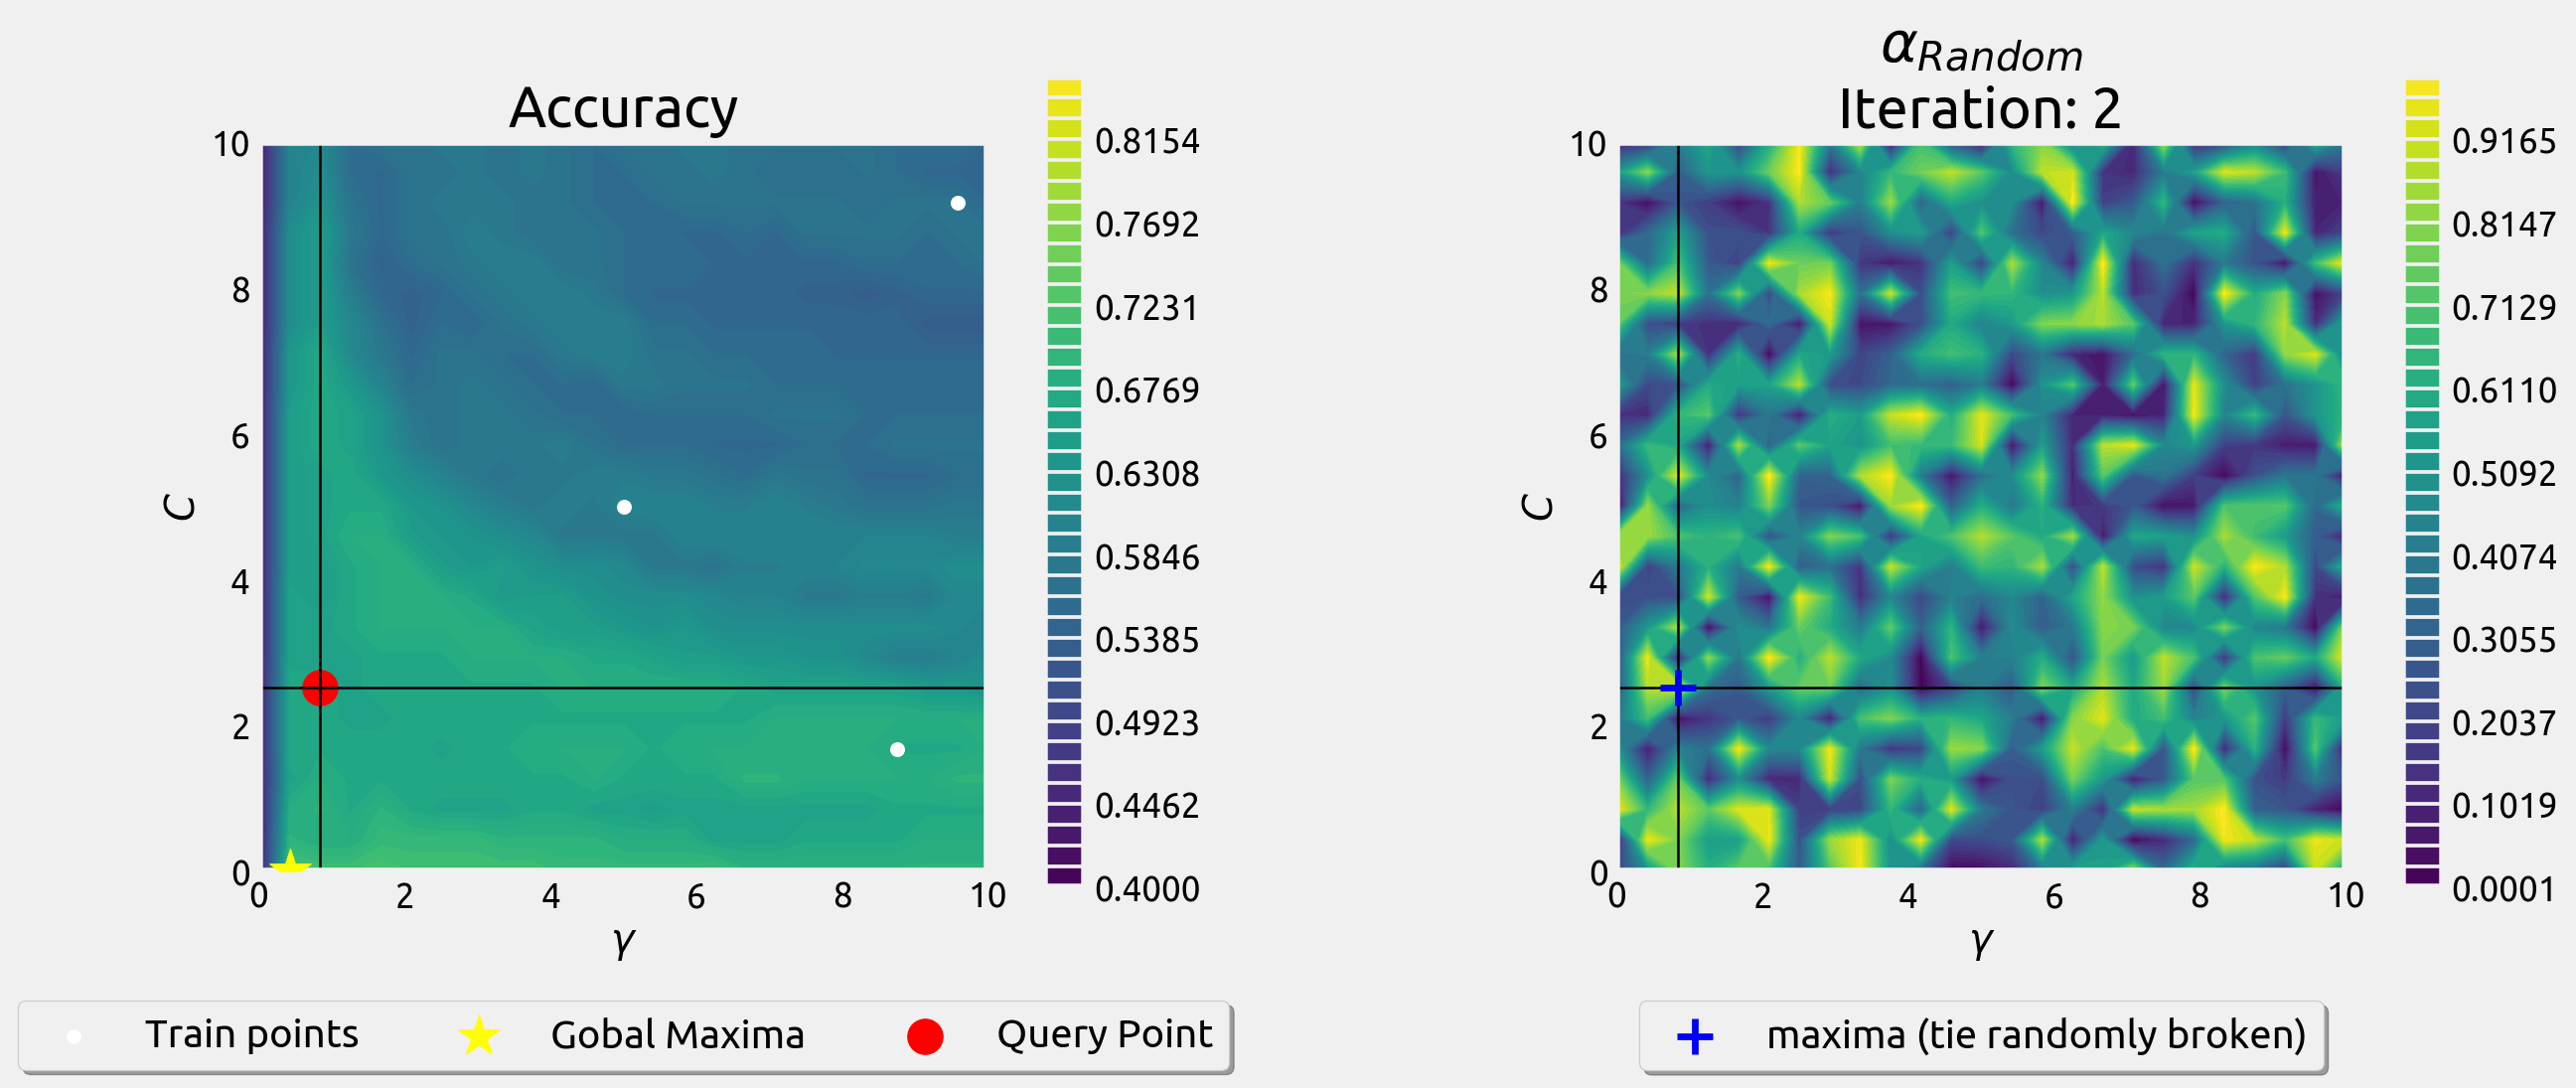 Accuracy
10
8
6
4
2
0
C
0 2 4 6 8 10
γ
0.8154
0.7692
0.7231
0.6769
0.6308
0.5846
0.5385
0.4923
0.4462
0.4000
Train points
Gobal Maxima
Query Point
αRandom
Iteration: 2
10
8
6
4
2
0
C
0 2 4 6 8 10
γ
0.9165
0.8147
0.7129
0.6110
0.5092
0.4074
0.3055
0.2037
0.1019
0.0001
maxima (tie randomly broken)